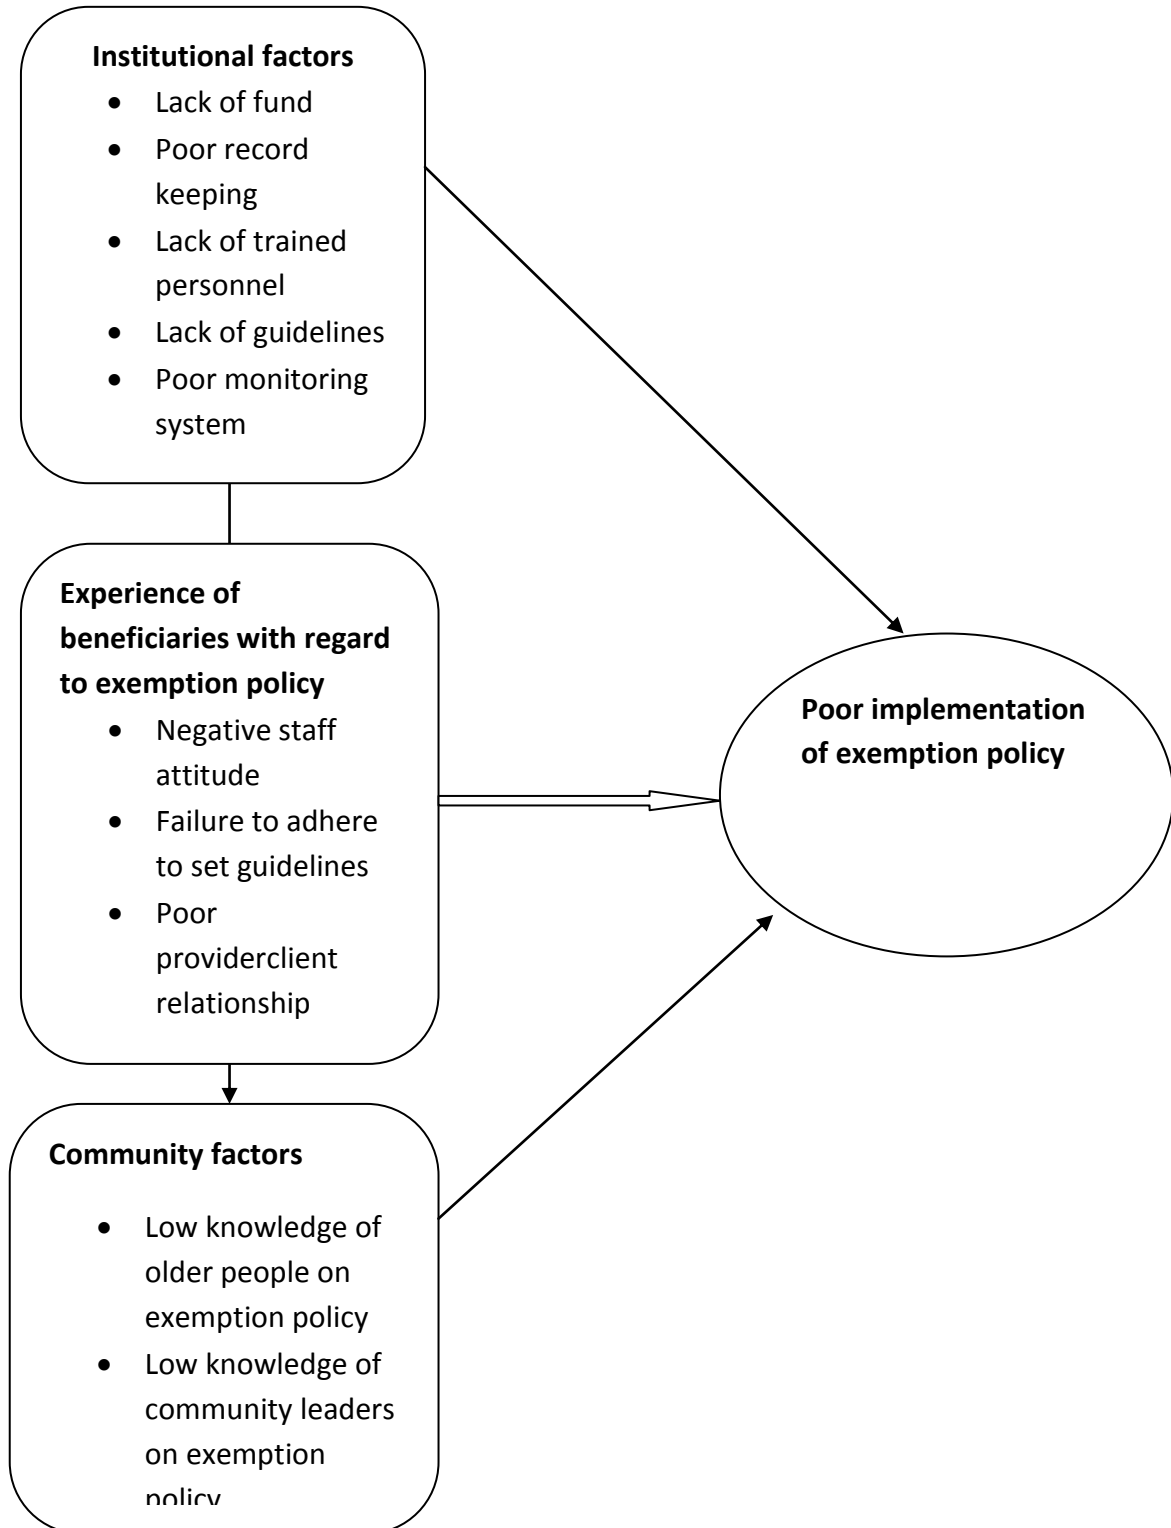 Institutional factors
• Lack of fund
• Poor record
keeping
• Lack of trained
personnel
• Lack of guidelines
• Poor monitoring
system
Experience of
beneficiaries with regard
to exemption policy
• Negative staff
attitude
• Failure to adhere
to set guidelines
• Poor
providerclient
relationship
Poor implementation
of exemption policy
Community factors
• Low knowledge of
older people on
exemption policy
• Low knowledge of
community leaders
on exemption
policy